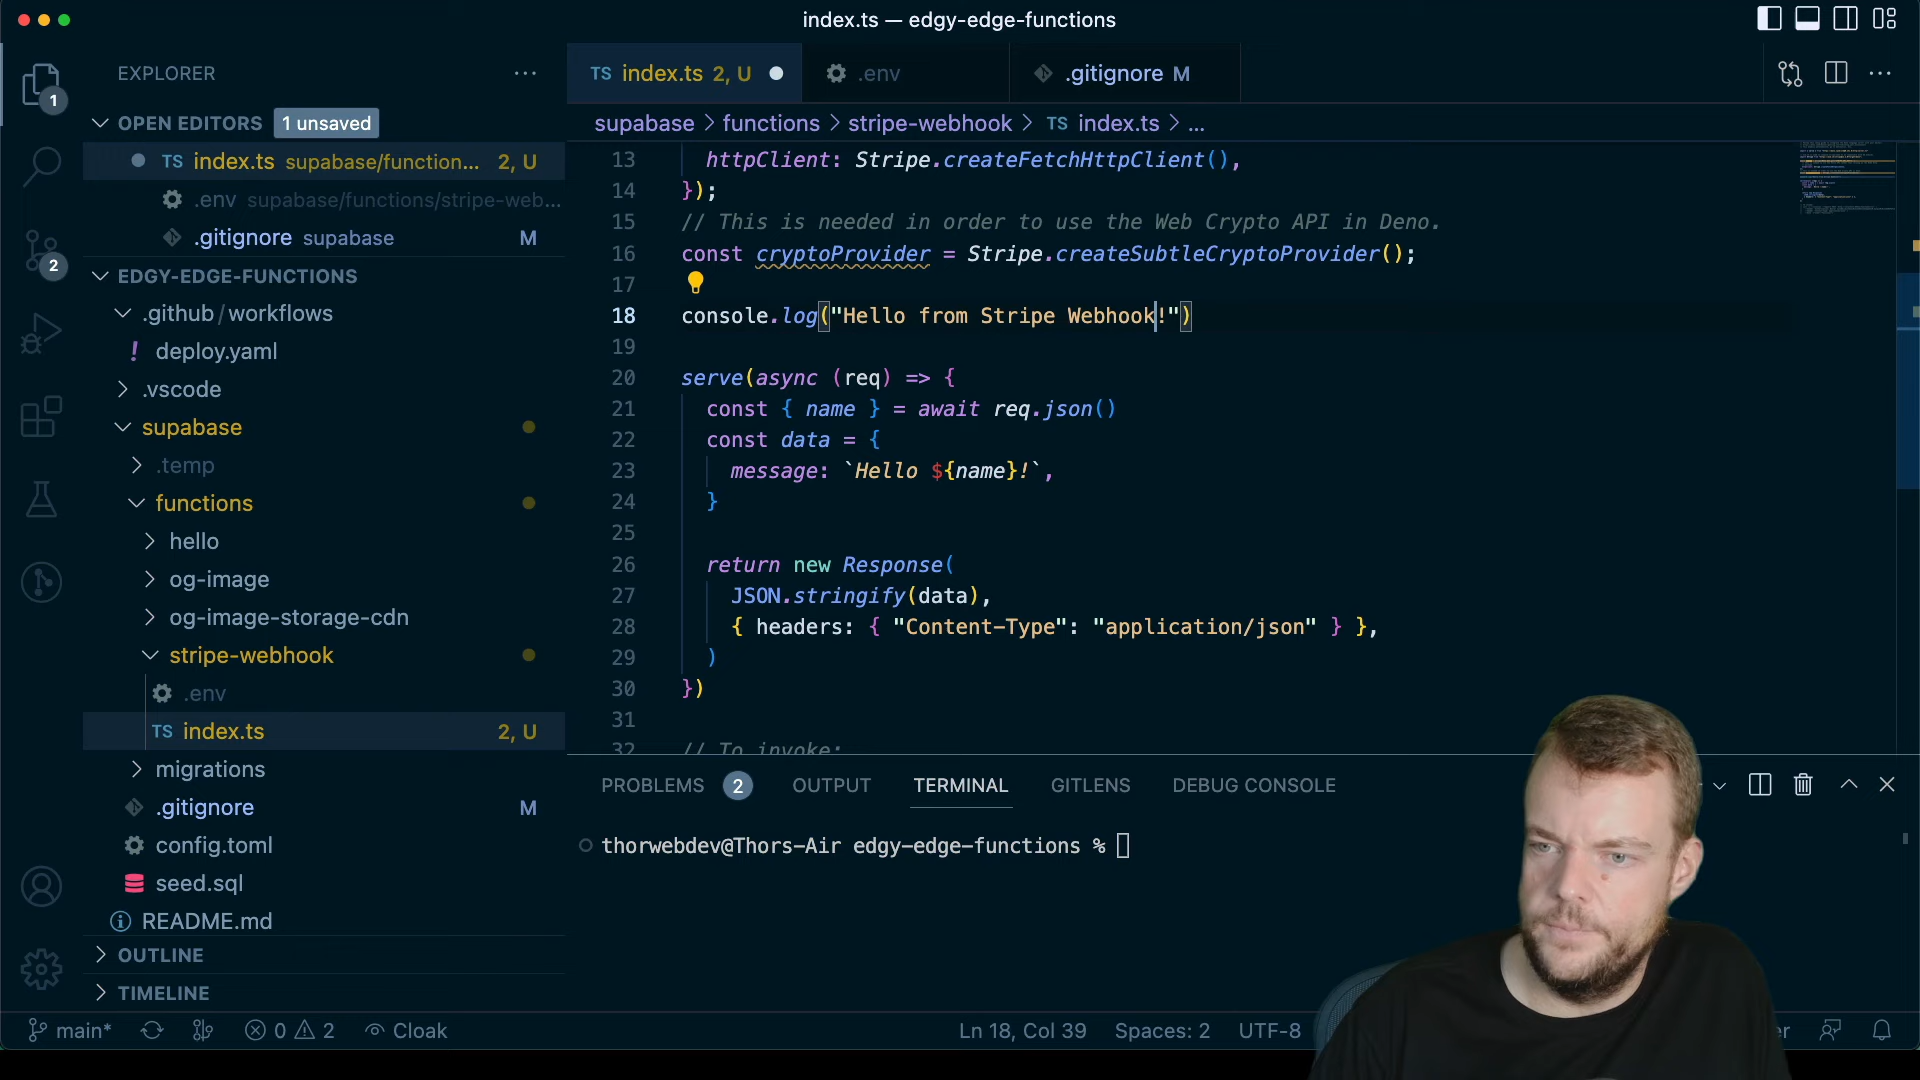 index.ts — edgy-edge-functions
EXPLORER
OPEN EDITORS 1 unsaved
TS index.ts supabase/function... 2, U
.env supabase/functions/stripe-web...
.gitignore supabase M
EDGY-EDGE-FUNCTIONS
.github/workflows
! deploy.yaml
.vscode
supabase
.temp
functions
hello
og-image
og-image-storage-cdn
stripe-webhook
.env
TS index.ts 2, U
migrations
.gitignore M
config.toml
seed.sql
README.md
OUTLINE
TIMELINE
1
2
TS index.ts 2, U
.env
.gitignore M
supabase > functions > stripe-webhook > TS index.ts > ...
13 httpClient: Stripe.createFetchHttpClient(),
14 });
15 // This is needed in order to use the Web Crypto API in Deno.
16 const cryptoProvider = Stripe.createSubtleCryptoProvider();
17
18 console.log("Hello from Stripe Webhook!")
19
20 serve(async (req) => {
21 const { name } = await req.json()
22 const data = {
23 message: `Hello ${name}!`,
24 }
25
26 return new Response(
27 JSON.stringify(data),
28 { headers: { "Content-Type": "application/json" } },
29 )
30 })
31
32 // To invoke:
PROBLEMS 2 OUTPUT TERMINAL GITLENS DEBUG CONSOLE
thorwebdev@Thors-Air edgy-edge-functions %
main* 0 2 Cloak Ln 18, Col 39 Spaces: 2 UTF-8